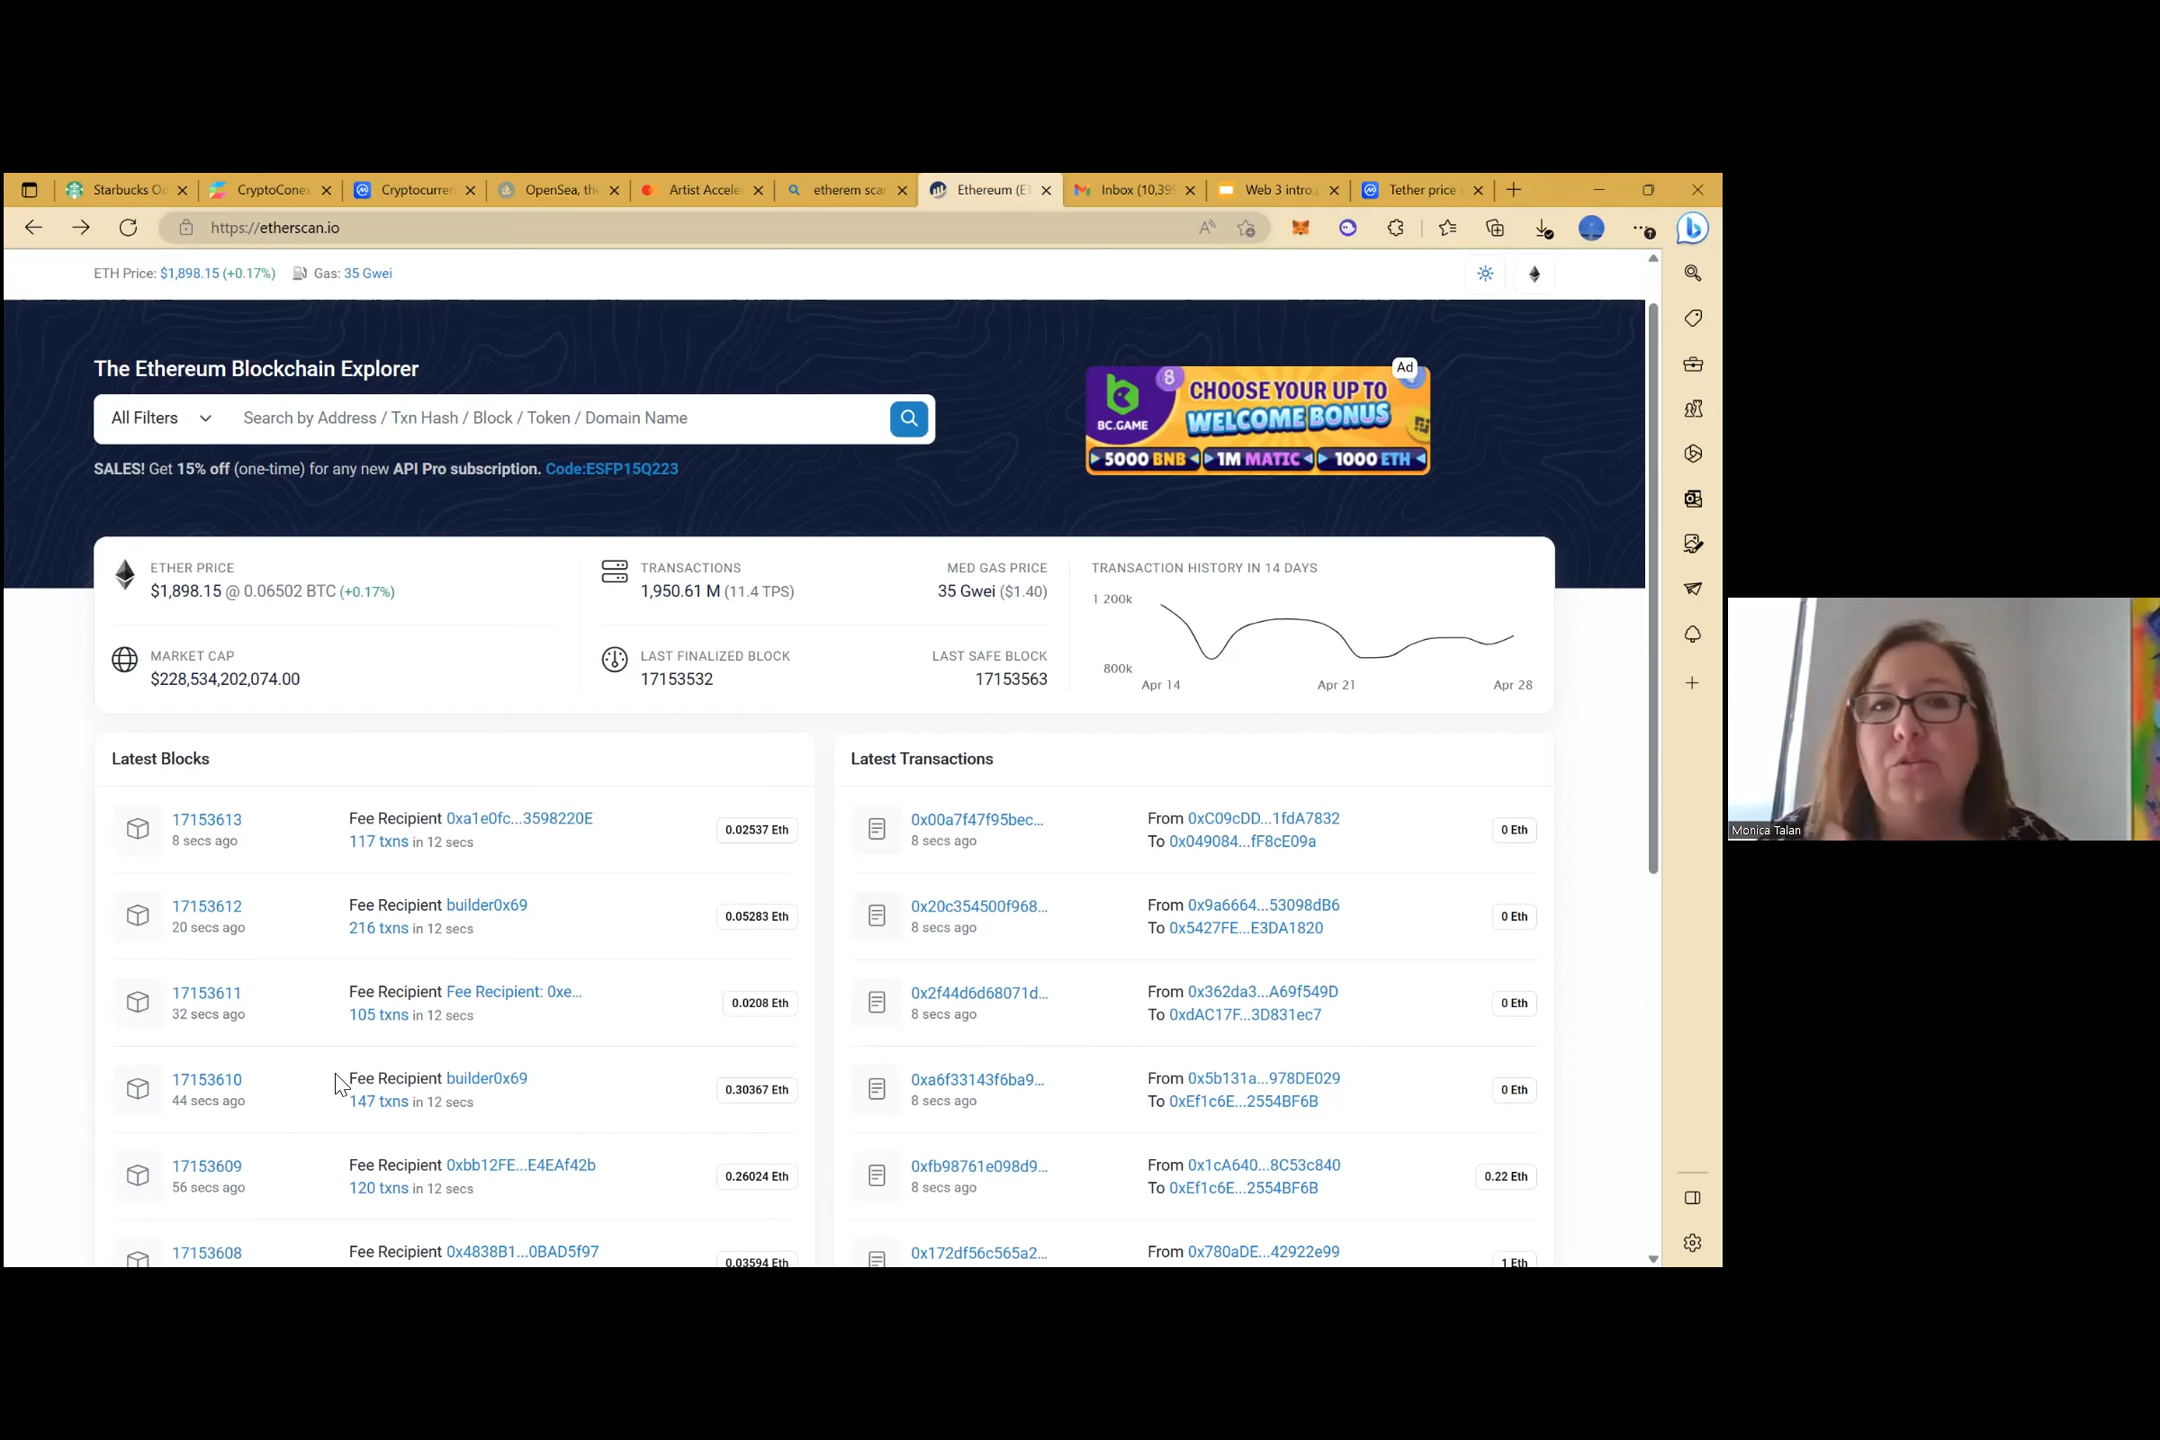 Starbucks Oc
CryptoConex
Cryptocurren
OpenSea, the
Artist Acceler
etherem scan
Ethereum (ET
Inbox (10,39
Web 3 intro.
Tether price
https://etherscan.io
ETH Price: $1,898.15 (+0.17%) Gas: 35 Gwei
The Ethereum Blockchain Explorer
All Filters Search by Address / Txn Hash / Block / Token / Domain Name
SALES! Get 15% off (one-time) for any new API Pro subscription. Code:ESFP15Q223
Ad
8
BC.GAME
CHOOSE YOUR UP TO
WELCOME BONUS
5000 BNB 1M MATIC 1000 ETH
ETHER PRICE
$1,898.15 @ 0.06502 BTC (+0.17%)
MARKET CAP
$228,534,202,074.00
TRANSACTIONS
1,950.61 M (11.4 TPS)
MED GAS PRICE
35 Gwei ($1.40)
LAST FINALIZED BLOCK
17153532
LAST SAFE BLOCK
17153563
TRANSACTION HISTORY IN 14 DAYS
1 200k
800k
Apr 14 Apr 21 Apr 28
Latest Blocks
17153613 Fee Recipient 0xa1e0fc...3598220E 0.02537 Eth
8 secs ago 117 txns in 12 secs
17153612 Fee Recipient builder0x69 0.05283 Eth
20 secs ago 216 txns in 12 secs
17153611 Fee Recipient Fee Recipient: 0xe... 0.0208 Eth
32 secs ago 105 txns in 12 secs
17153610 Fee Recipient builder0x69 0.30367 Eth
44 secs ago 147 txns in 12 secs
17153609 Fee Recipient 0xbb12FE...E4EAf42b 0.26024 Eth
56 secs ago 120 txns in 12 secs
17153608 Fee Recipient 0x4838B1...0BAD5f97 0.03594 Eth
Latest Transactions
0x00a7f47f95bec... From 0xC09cDD...1fdA7832 0 Eth
8 secs ago To 0x049084...fF8cE09a
0x20c354500f968... From 0x9a6664...53098dB6 0 Eth
8 secs ago To 0x5427FE...E3DA1820
0x2f44d6d68071d... From 0x362da3...A69f549D 0 Eth
8 secs ago To 0xdAC17F...3D831ec7
0xa6f33143f6ba9... From 0x5b131a...978DE029 0 Eth
8 secs ago To 0xEf1c6E...2554BF6B
0xfb98761e098d9... From 0x1cA640...8C53c840 0.22 Eth
8 secs ago To 0xEf1c6E...2554BF6B
0x172df56c565a2... From 0x780aDE...42922e99 1 Eth
Monica Talan